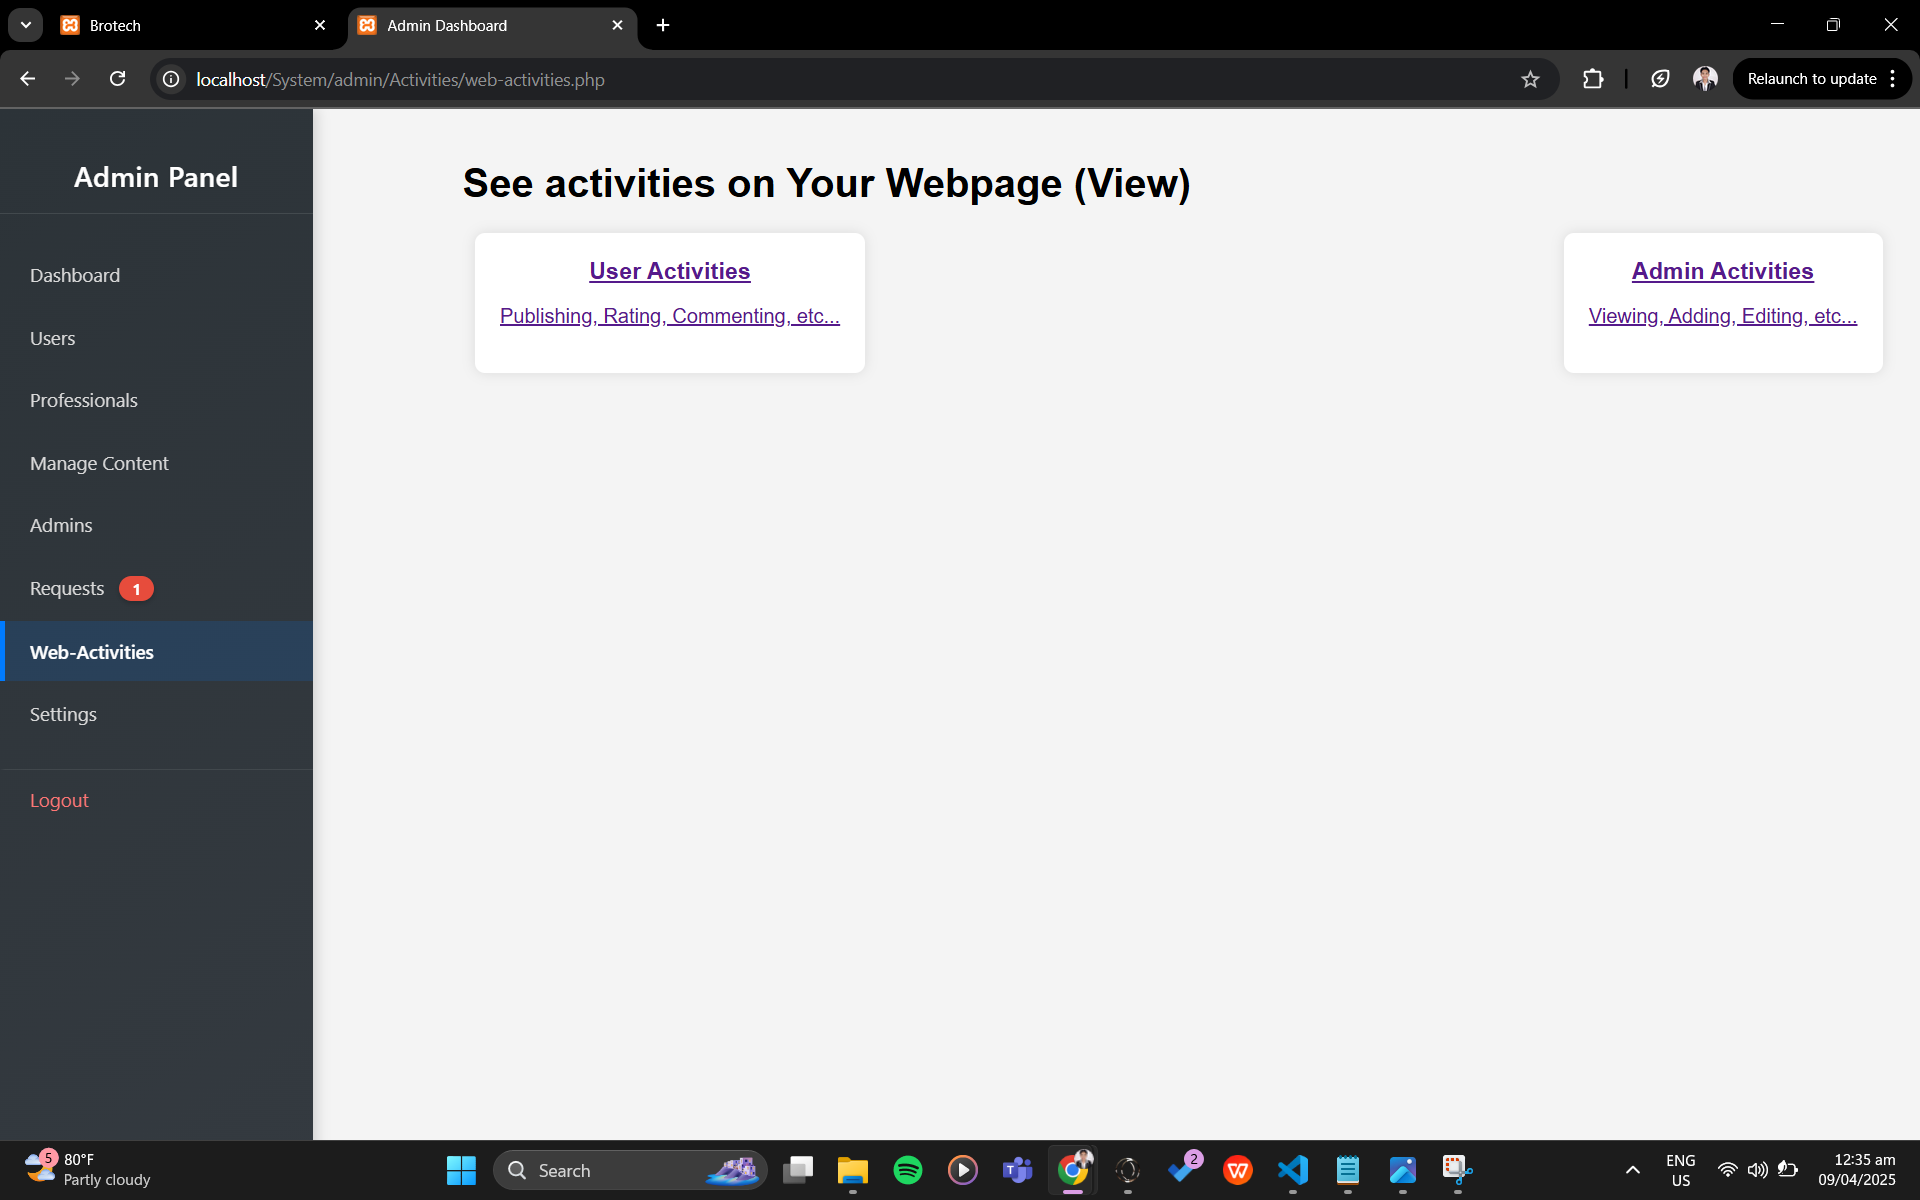 Brotech
Admin Dashboard
localhost/System/admin/Activities/web-activities.php
Relaunch to update
Admin Panel
Dashboard
Users
Professionals
Manage Content
Admins
Requests 1
Web-Activities
Settings
Logout
See activities on Your Webpage (View)
User Activities
Publishing, Rating, Commenting, etc...
Admin Activities
Viewing, Adding, Editing, etc...
5
80°F
Partly cloudy
Search
2
ENG
US
12:35 am
09/04/2025